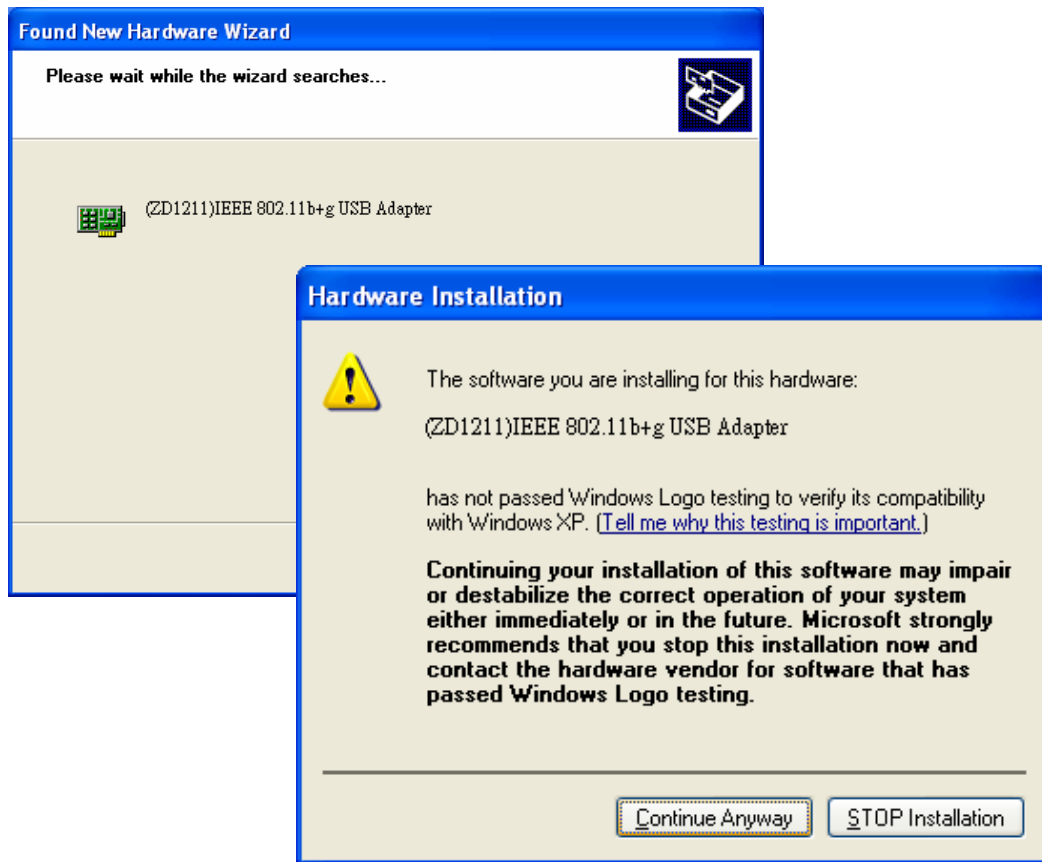 Found New Hardware Wizard
Please wait while the wizard searches...
(ZD1211)IEEE 802.11b+g USB Adapter
Hardware Installation
The software you are installing for this hardware:
(ZD1211)IEEE 802.11b+g USB Adapter
has not passed Windows Logo testing to verify its compatibility
with Windows XP. (Tell me why this testing is important.)
Continuing your installation of this software may impair
or destabilize the correct operation of your system
either immediately or in the future. Microsoft strongly
recommends that you stop this installation now and
contact the hardware vendor for software that has
passed Windows Logo testing.
Continue Anyway
STOP Installation